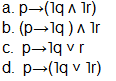 a. p→(˥q ∧ ˥r)
b. (p→˥q ) ∧ ˥r
c. p→˥q ∨ r
d. p→(˥q ∨ ˥r)